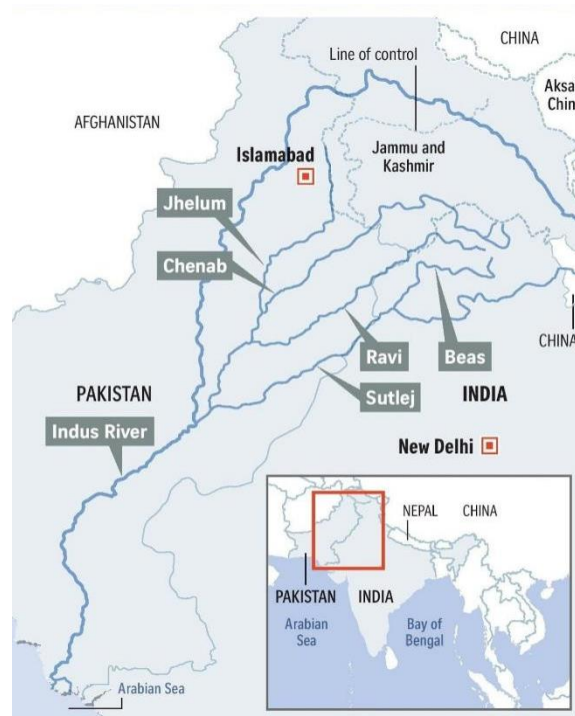 CHINA
Line of control
Aksa
Chin
AFGHANISTAN
Islamabad
Jammu and
Kashmir
Jhelum
Chenab
CHINA
Ravi
Beas
PAKISTAN
Sutlej
INDIA
Indus River
New Delhi
NEPAL
CHINA
PAKISTAN
INDIA
Arabian
Sea
Bay of
Bengal
Arabian Sea